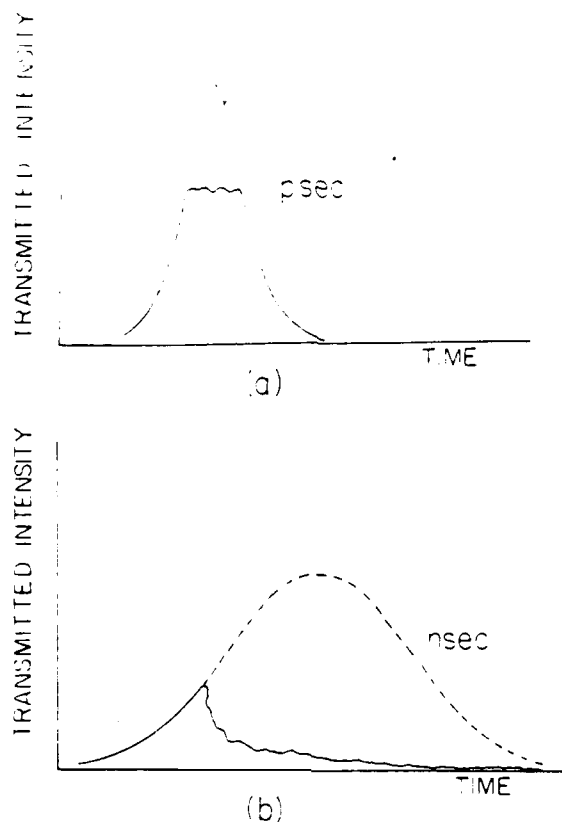 TRANSMITTED INTENSITY
psec
TIME
(a)
TRANSMITTED INTENSITY
nsec
TIME
(b)